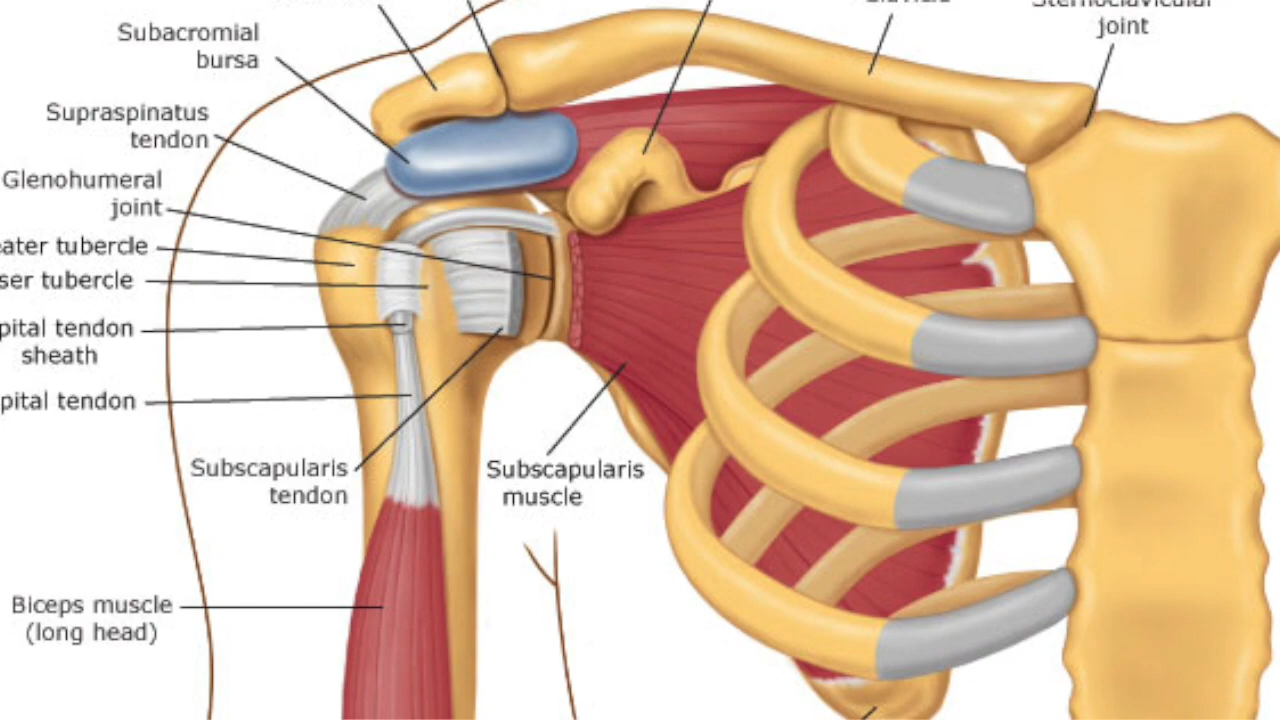 Subacromial
bursa
Supraspinatus
tendon
Glenohumeral
joint
eater tubercle
ser tubercle
pital tendon
sheath
pital tendon
Subscapularis
tendon
Subscapularis
muscle
Biceps muscle
(long head)
Sternoclavicular
joint